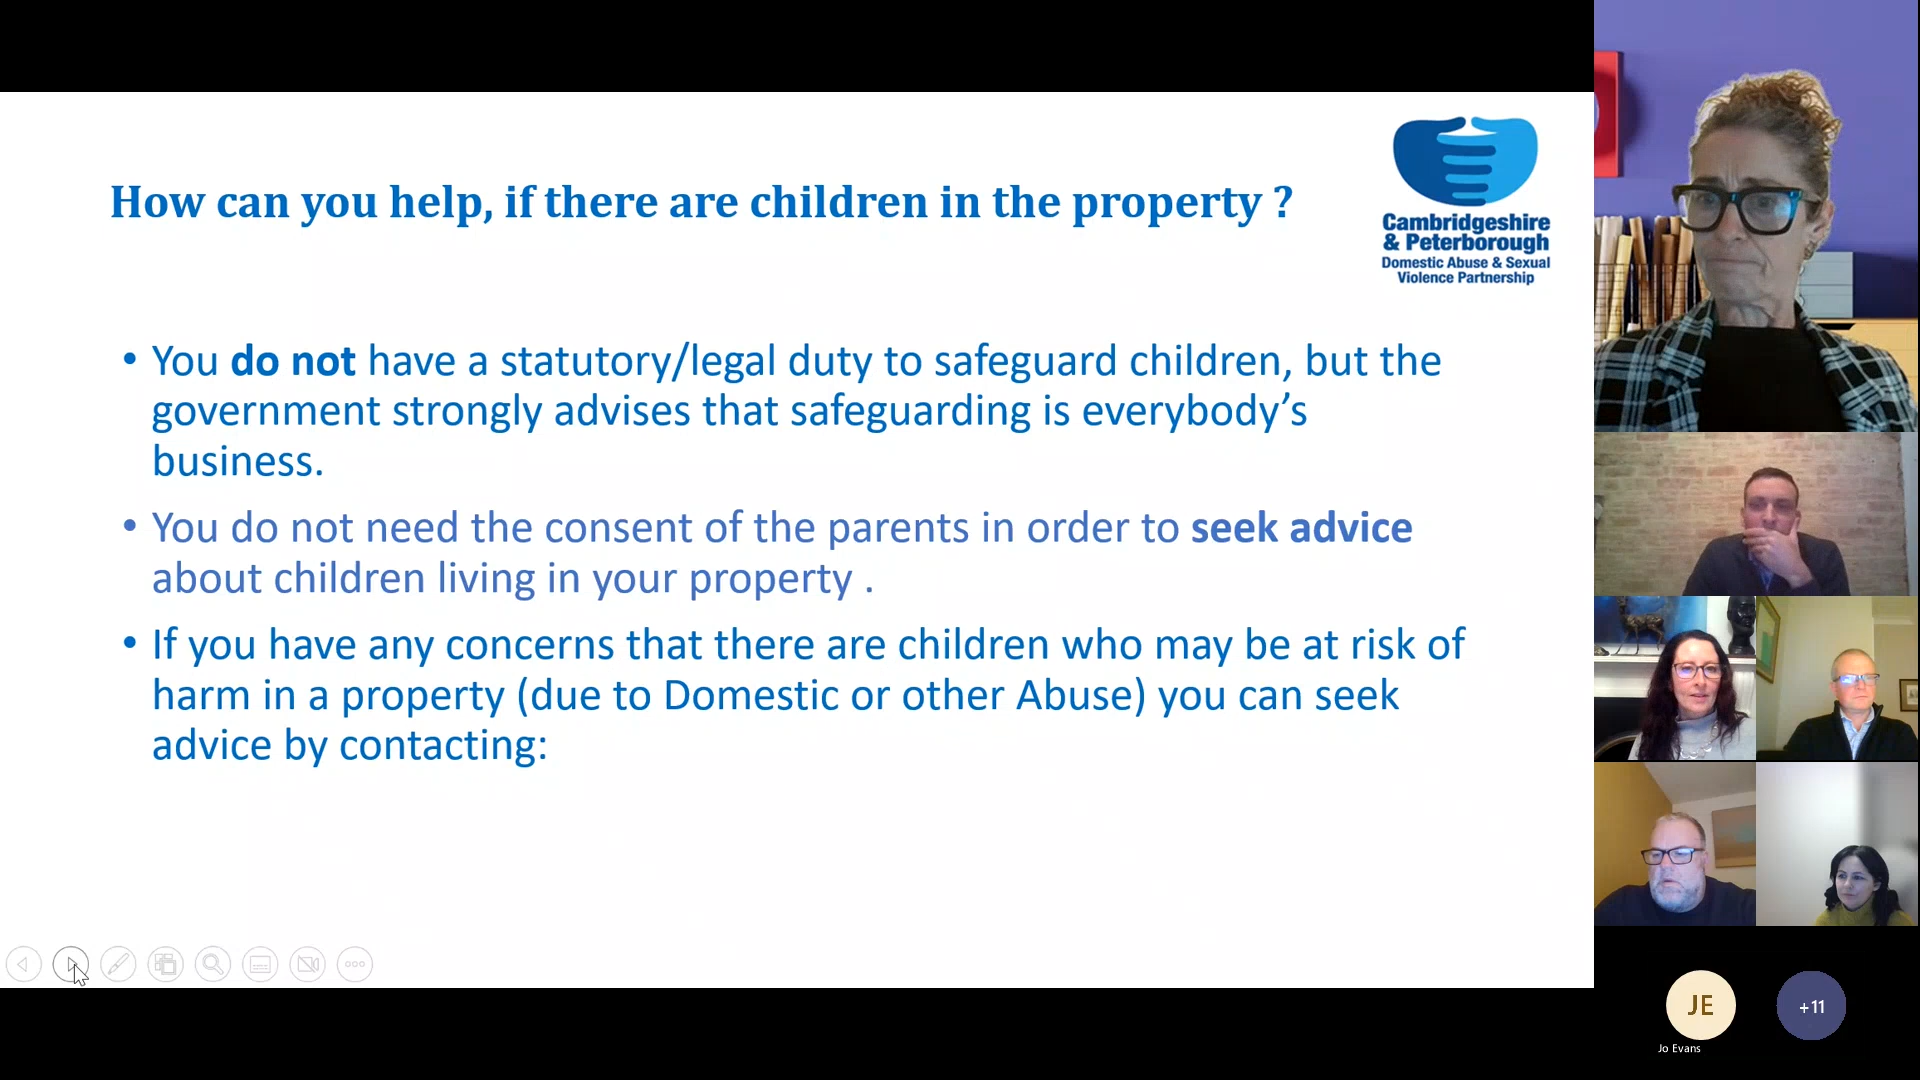 How can you help, if there are children in the property ?
Cambridgeshire
& Peterborough
Domestic Abuse & Sexual
Violence Partnership
• You do not have a statutory/legal duty to safeguard children, but the
government strongly advises that safeguarding is everybody’s
business.
• You do not need the consent of the parents in order to seek advice
about children living in your property .
• If you have any concerns that there are children who may be at risk of
harm in a property (due to Domestic or other Abuse) you can seek
advice by contacting:
JE
+11
Jo Evans